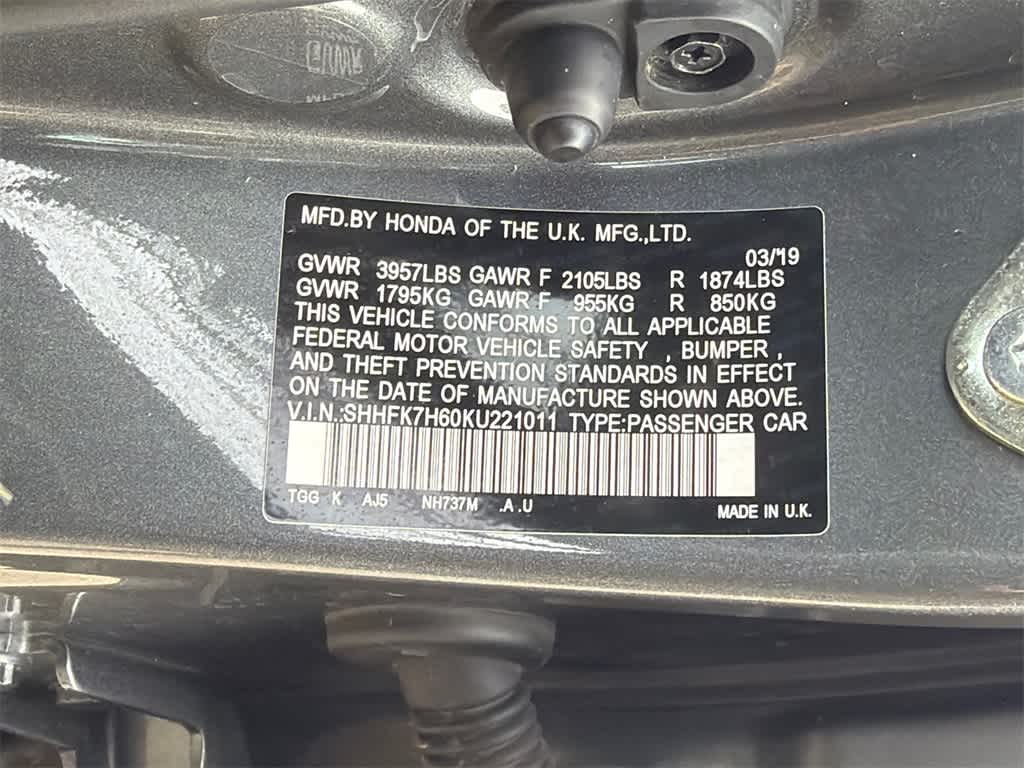 MFD.BY HONDA OF THE U.K. MFG.,LTD.
03/19
GVWR 3957LBS GAWR F 2105LBS R 1874LBS
GVWR 1795KG GAWR F 955KG R 850KG
THIS VEHICLE CONFORMS TO ALL APPLICABLE
FEDERAL MOTOR VEHICLE SAFETY , BUMPER ,
AND THEFT PREVENTION STANDARDS IN EFFECT
ON THE DATE OF MANUFACTURE SHOWN ABOVE.
V.I.N.:SHHFK7H60KU221011 TYPE:PASSENGER CAR
TGG K AJ5 NH737M .A .U
MADE IN U.K.